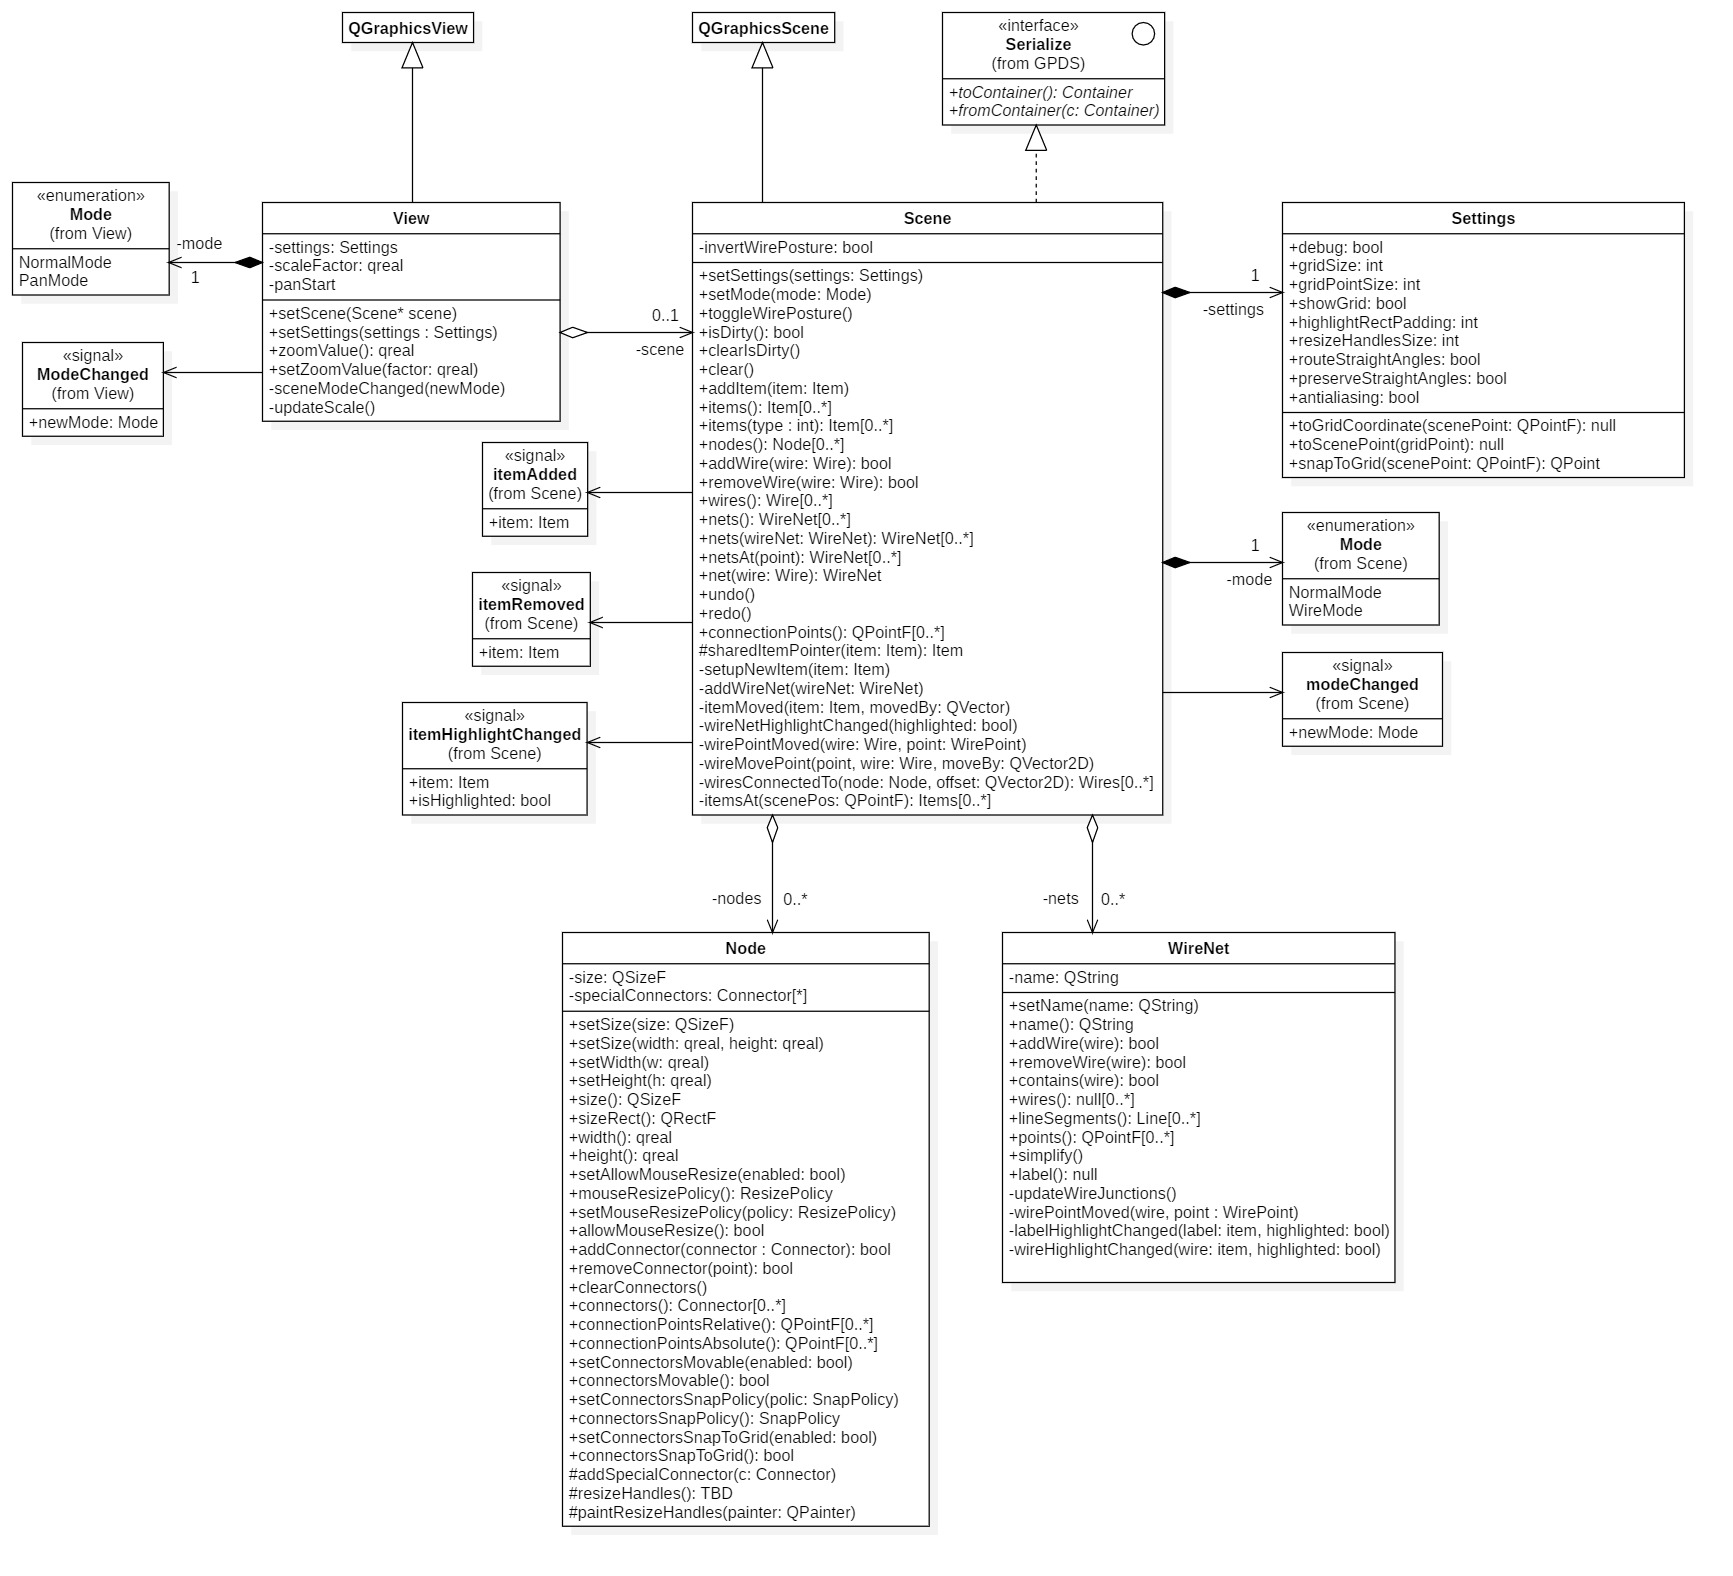 QGraphicsView
QGraphicsScene
«interface»
Serialize
(from GPDS)
+toContainer(): Container
+fromContainer(c: Container)
«enumeration»
Mode
(from View)
NormalMode
PanMode
-mode
1
«signal»
ModeChanged
(from View)
+newMode: Mode
View
-settings: Settings
-scaleFactor: qreal
-panStart
+setScene(Scene* scene)
+setSettings(settings : Settings)
+zoomValue(): qreal
+setZoomValue(factor: qreal)
-sceneModeChanged(newMode)
-updateScale()
0..1
-scene
«signal»
itemAdded
(from Scene)
+item: Item
«signal»
itemRemoved
(from Scene)
+item: Item
«signal»
itemHighlightChanged
(from Scene)
+item: Item
+isHighlighted: bool
Scene
-invertWirePosture: bool
+setSettings(settings: Settings)
+setMode(mode: Mode)
+toggleWirePosture()
+isDirty(): bool
+clearIsDirty()
+clear()
+addItem(item: Item)
+items(): Item[0..*]
+items(type : int): Item[0..*]
+nodes(): Node[0..*]
+addWire(wire: Wire): bool
+removeWire(wire: Wire): bool
+wires(): Wire[0..*]
+nets(): WireNet[0..*]
+nets(wireNet: WireNet): WireNet[0..*]
+netsAt(point): WireNet[0..*]
+net(wire: Wire): WireNet
+undo()
+redo()
+connectionPoints(): QPointF[0..*]
#sharedItemPointer(item: Item): Item
-setupNewItem(item: Item)
-addWireNet(wireNet: WireNet)
-itemMoved(item: Item, movedBy: QVector)
-wireNetHighlightChanged(highlighted: bool)
-wirePointMoved(wire: Wire, point: WirePoint)
-wireMovePoint(point, wire: Wire, moveBy: QVector2D)
-wiresConnectedTo(node: Node, offset: QVector2D): Wires[0..*]
-itemsAt(scenePos: QPointF): Items[0..*]
1
-settings
Settings
+debug: bool
+gridSize: int
+gridPointSize: int
+showGrid: bool
+highlightRectPadding: int
+resizeHandlesSize: int
+routeStraightAngles: bool
+preserveStraightAngles: bool
+antialiasing: bool
+toGridCoordinate(scenePoint: QPointF): null
+toScenePoint(gridPoint): null
+snapToGrid(scenePoint: QPointF): QPoint
1
-mode
«enumeration»
Mode
(from Scene)
NormalMode
WireMode
«signal»
modeChanged
(from Scene)
+newMode: Mode
-nodes
0..*
-nets
0..*
Node
-size: QSizeF
-specialConnectors: Connector[*]
+setSize(size: QSizeF)
+setSize(width: qreal, height: qreal)
+setWidth(w: qreal)
+setHeight(h: qreal)
+size(): QSizeF
+sizeRect(): QRectF
+width(): qreal
+height(): qreal
+setAllowMouseResize(enabled: bool)
+mouseResizePolicy(): ResizePolicy
+setMouseResizePolicy(policy: ResizePolicy)
+allowMouseResize(): bool
+addConnector(connector : Connector): bool
+removeConnector(point): bool
+clearConnectors()
+connectors(): Connector[0..*]
+connectionPointsRelative(): QPointF[0..*]
+connectionPointsAbsolute(): QPointF[0..*]
+setConnectorsMovable(enabled: bool)
+connectorsMovable(): bool
+setConnectorsSnapPolicy(polic: SnapPolicy)
+connectorsSnapPolicy(): SnapPolicy
+setConnectorsSnapToGrid(enabled: bool)
+connectorsSnapToGrid(): bool
#addSpecialConnector(c: Connector)
#resizeHandles(): TBD
#paintResizeHandles(painter: QPainter)
WireNet
-name: QString
+setName(name: QString)
+name(): QString
+addWire(wire): bool
+removeWire(wire): bool
+contains(wire): bool
+wires(): null[0..*]
+lineSegments(): Line[0..*]
+points(): QPointF[0..*]
+simplify()
+label(): null
-updateWireJunctions()
-wirePointMoved(wire, point : WirePoint)
-labelHighlightChanged(label: item, highlighted: bool)
-wireHighlightChanged(wire: item, highlighted: bool)